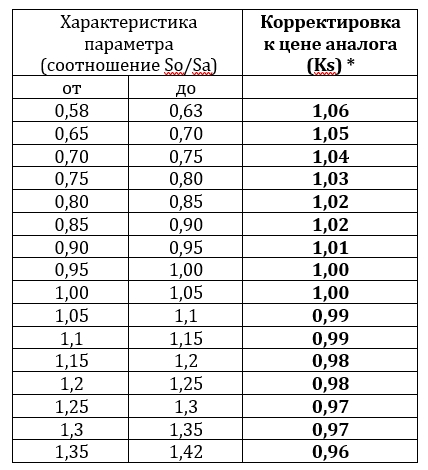 Характеристика
параметра
(соотношение So/Sa)
Корректировка
к цене аналога
(Ks) *
от до
0,58 0,63 1,06
0,65 0,70 1,05
0,70 0,75 1,04
0,75 0,80 1,03
0,80 0,85 1,02
0,85 0,90 1,02
0,90 0,95 1,01
0,95 1,00 1,00
1,00 1,05 1,00
1,05 1,1 0,99
1,1 1,15 0,99
1,15 1,2 0,98
1,2 1,25 0,98
1,25 1,3 0,97
1,3 1,35 0,97
1,35 1,42 0,96